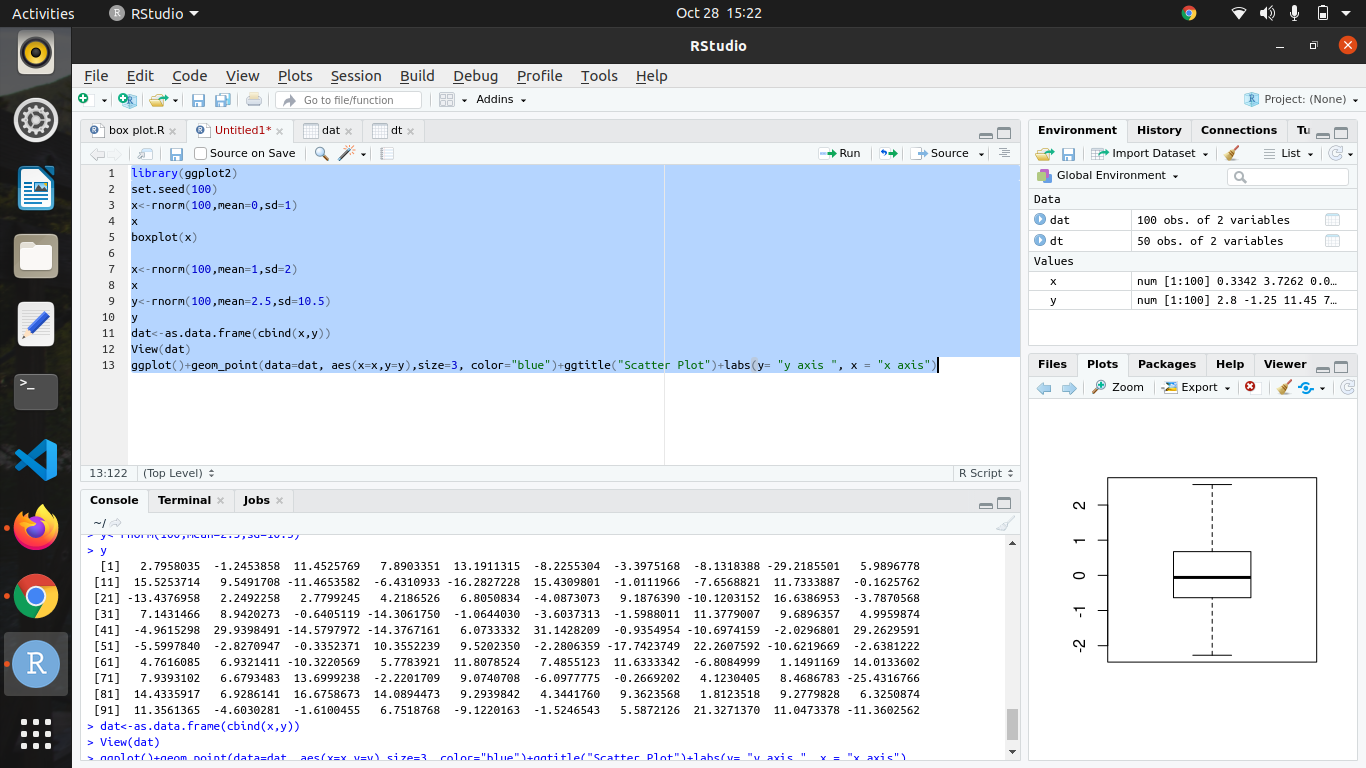 Activities RStudio Oct 28 15:22
RStudio
File Edit Code View Plots Session Build Debug Profile Tools Help
Go to file/function Addins Project: (None)
box plot.R Untitled1* dat dt
Source on Save Run Source
1 library(ggplot2)
2 set.seed(100)
3 x<-rnorm(100,mean=0,sd=1)
4 x
5 boxplot(x)
6
7 x<-rnorm(100,mean=1,sd=2)
8 x
9 y<-rnorm(100,mean=2.5,sd=10.5)
10 y
11 dat<-as.data.frame(cbind(x,y))
12 View(dat)
13 ggplot()+geom_point(data=dat, aes(x=x,y=y),size=3, color="blue")+ggtitle("Scatter Plot")+labs(y= "y axis ", x = "x axis")
13:122 (Top Level) R Script
Console Terminal Jobs
~/
> y<-rnorm(100,mean=2.5,sd=10.5)
> y
[1] 2.7958035 -1.2453858 11.4525769 7.8903351 13.1911315 -8.2255304 -3.3975168 -8.1318388 -29.2185501 5.9896778
[11] 15.5253714 9.5491708 -11.4653582 -6.4310933 -16.2827228 15.4309801 -1.0111966 -7.6568821 11.7333887 -0.1625762
[21] -13.4376958 2.2492258 2.7799245 4.2186526 6.8050834 -4.0873073 9.1876390 -10.1203152 16.6386953 -3.7870568
[31] 7.1431466 8.9420273 -0.6405119 -14.3061750 -1.0644030 -3.6037313 -1.5988011 11.3779007 9.6896357 4.9959874
[41] -4.9615298 29.9398491 -14.5797972 -14.3767161 6.0733332 31.1428209 -0.9354954 -10.6974159 -2.0296801 29.2629591
[51] -5.5997840 -2.8270947 -0.3352371 10.3552239 9.5202350 -2.2806359 -17.7423749 22.2607592 -10.6219669 -2.6381222
[61] 4.7616085 6.9321411 -10.3220569 5.7783921 11.8078524 7.4855123 11.6333342 -6.8084999 1.1491169 14.0133602
[71] 7.9393102 6.6793483 13.6999238 -2.2201709 9.0740708 -6.0977775 -0.2669202 4.1230405 8.4686783 -25.4316766
[81] 14.4335917 6.9286141 16.6758673 14.0894473 9.2939842 4.3441760 9.3623568 1.8123518 9.2779828 6.3250874
[91] 11.3561365 -4.6030281 -1.6100455 6.7518768 -9.1220163 -1.5246543 5.5872126 21.3271370 11.0473378 -11.3602562
> dat<-as.data.frame(cbind(x,y))
> View(dat)
> ggplot()+geom_point(data=dat, aes(x=x,y=y),size=3, color="blue")+ggtitle("Scatter Plot")+labs(y= "y axis ", x = "x axis")
Environment History Connections Tu
Import Dataset List
Global Environment
Data
dat 100 obs. of 2 variables
dt 50 obs. of 2 variables
Values
x num [1:100] 0.3342 3.7262 0.0…
y num [1:100] 2.8 -1.25 11.45 7…
Files Plots Packages Help Viewer
Zoom Export
2
1
0
-1
-2